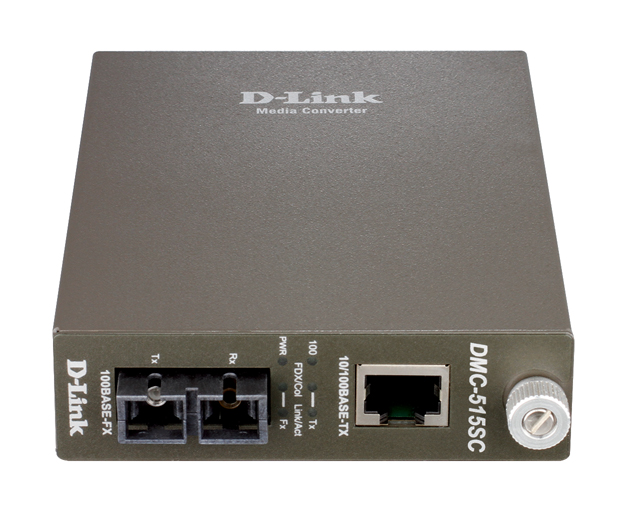 D-Link
Media Converter
D-Link
100BASE-FX
Tx
Rx
PWR
100
FDX/Col
Link/Act
Fx
Tx
10/100BASE-TX
DMC-515SC